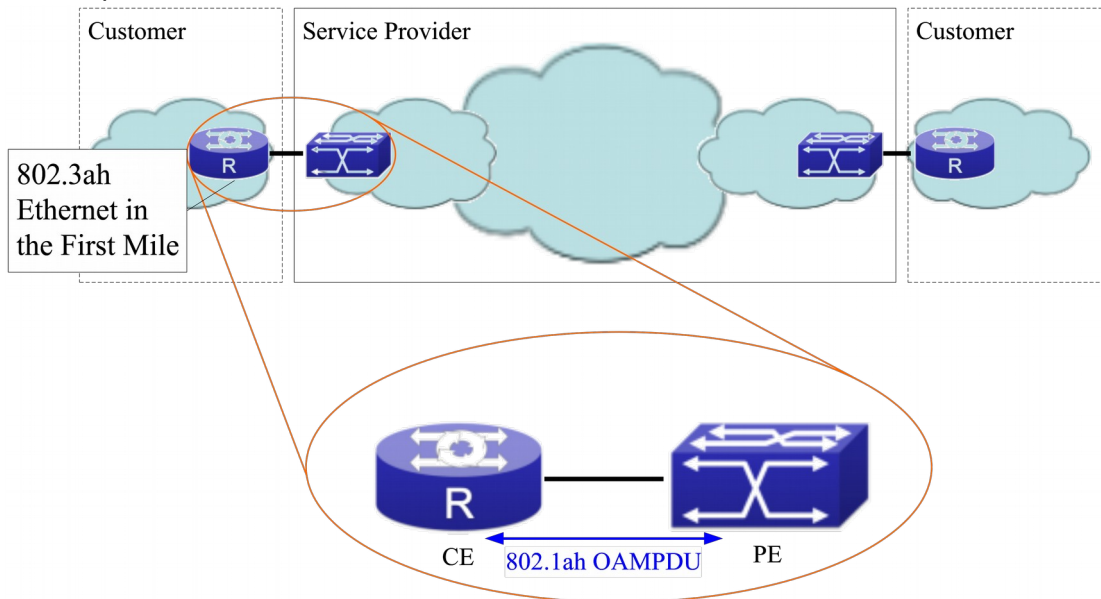 Customer
Service Provider
Customer
R
R
802.3ah
Ethernet in
the First Mile
R
CE
802.1ah OAMPDU
PE